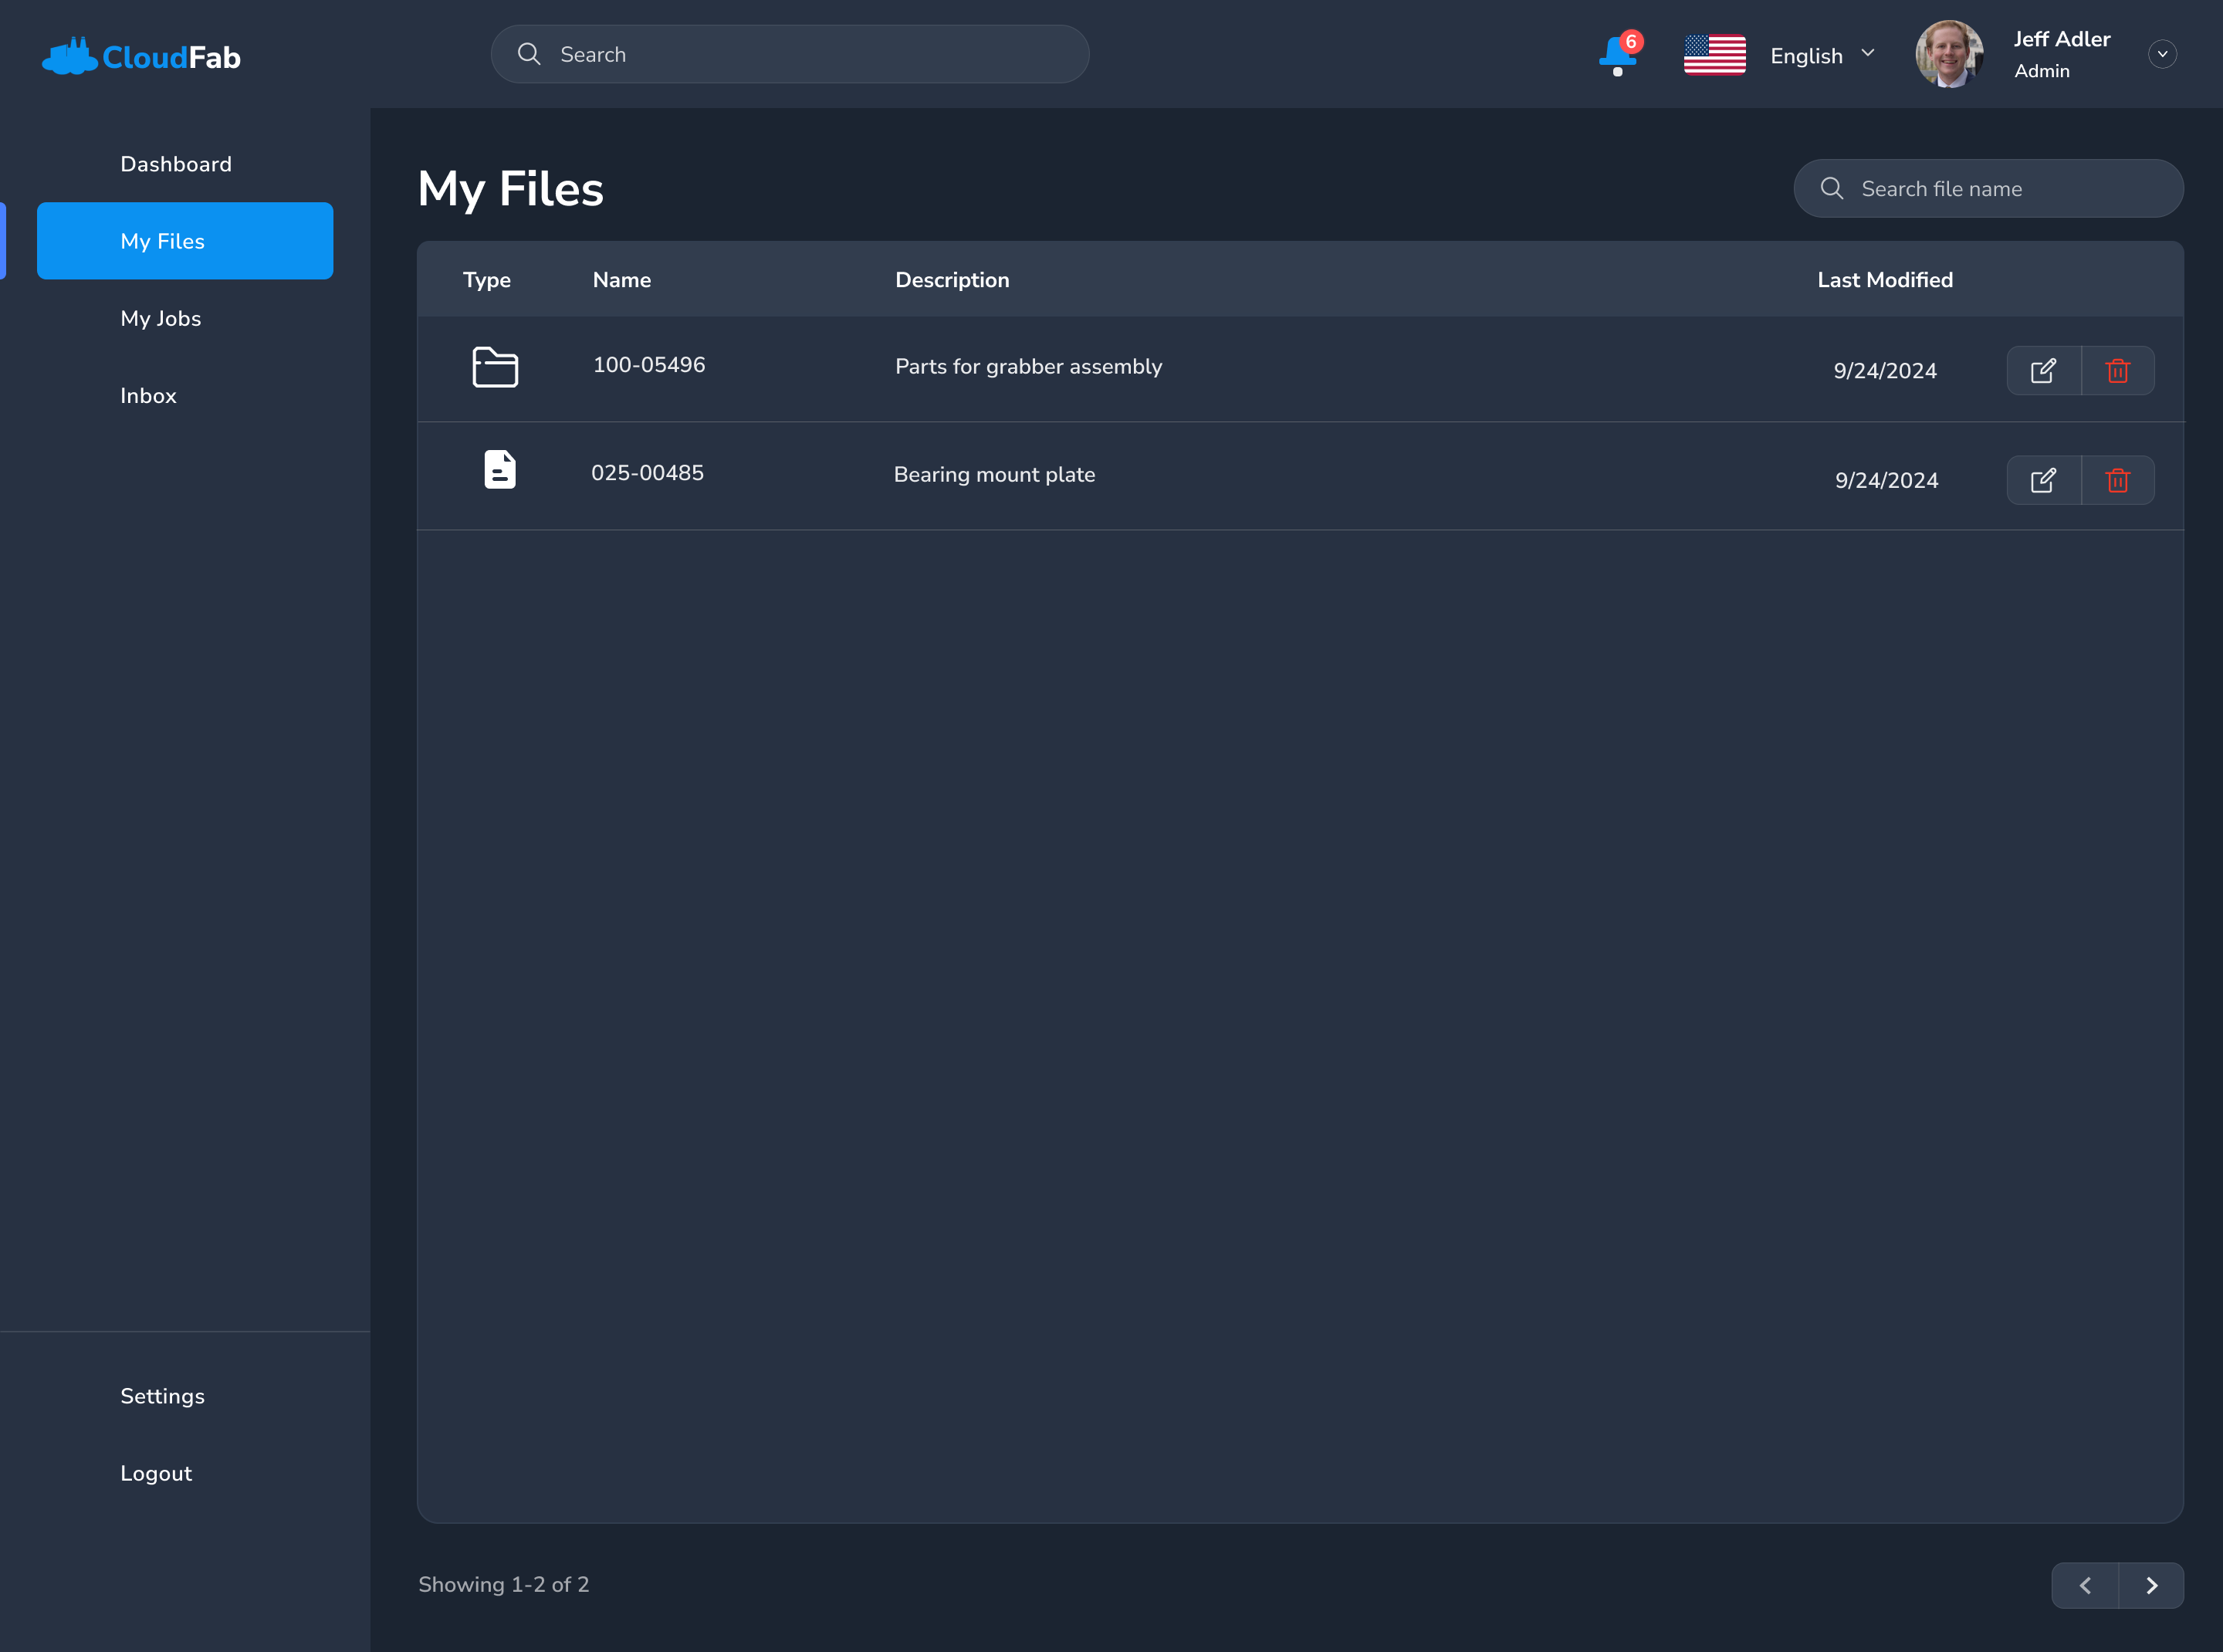 CloudFab
Search
6
English
Jeff Adler
Admin
Dashboard
My Files
My Jobs
Inbox
Settings
Logout
My Files
Search file name
Type Name Description Last Modified
100-05496 Parts for grabber assembly 9/24/2024
025-00485 Bearing mount plate 9/24/2024
Showing 1-2 of 2